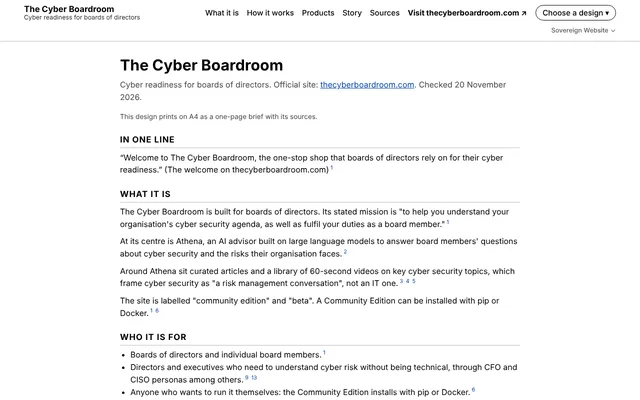 The Cyber Boardroom
Cyber readiness for boards of directors
What it is How it works Products Story Sources Visit thecyberboardroom.com ↗ Choose a design ▾
Sovereign Website
The Cyber Boardroom
Cyber readiness for boards of directors. Official site: thecyberboardroom.com. Checked 20 November
2026.
This design prints on A4 as a one-page brief with its sources.
IN ONE LINE
“Welcome to The Cyber Boardroom, the one-stop shop that boards of directors rely on for their cyber
readiness.” (The welcome on thecyberboardroom.com) 1
WHAT IT IS
The Cyber Boardroom is built for boards of directors. Its stated mission is "to help you understand your
organisation's cyber security agenda, as well as fulfil your duties as a board member." 1
At its centre is Athena, an AI advisor built on large language models to answer board members' questions
about cyber security and the risks their organisation faces. 2
Around Athena sit curated articles and a library of 60-second videos on key cyber security topics, which
frame cyber security as "a risk management conversation", not an IT one. 3 4 5
The site is labelled "community edition" and "beta". A Community Edition can be installed with pip or
Docker. 1 6
WHO IT IS FOR
• Boards of directors and individual board members. 1
• Directors and executives who need to understand cyber risk without being technical, through CFO and
CISO personas among others. 9 13
• Anyone who wants to run it themselves: the Community Edition installs with pip or Docker. 6